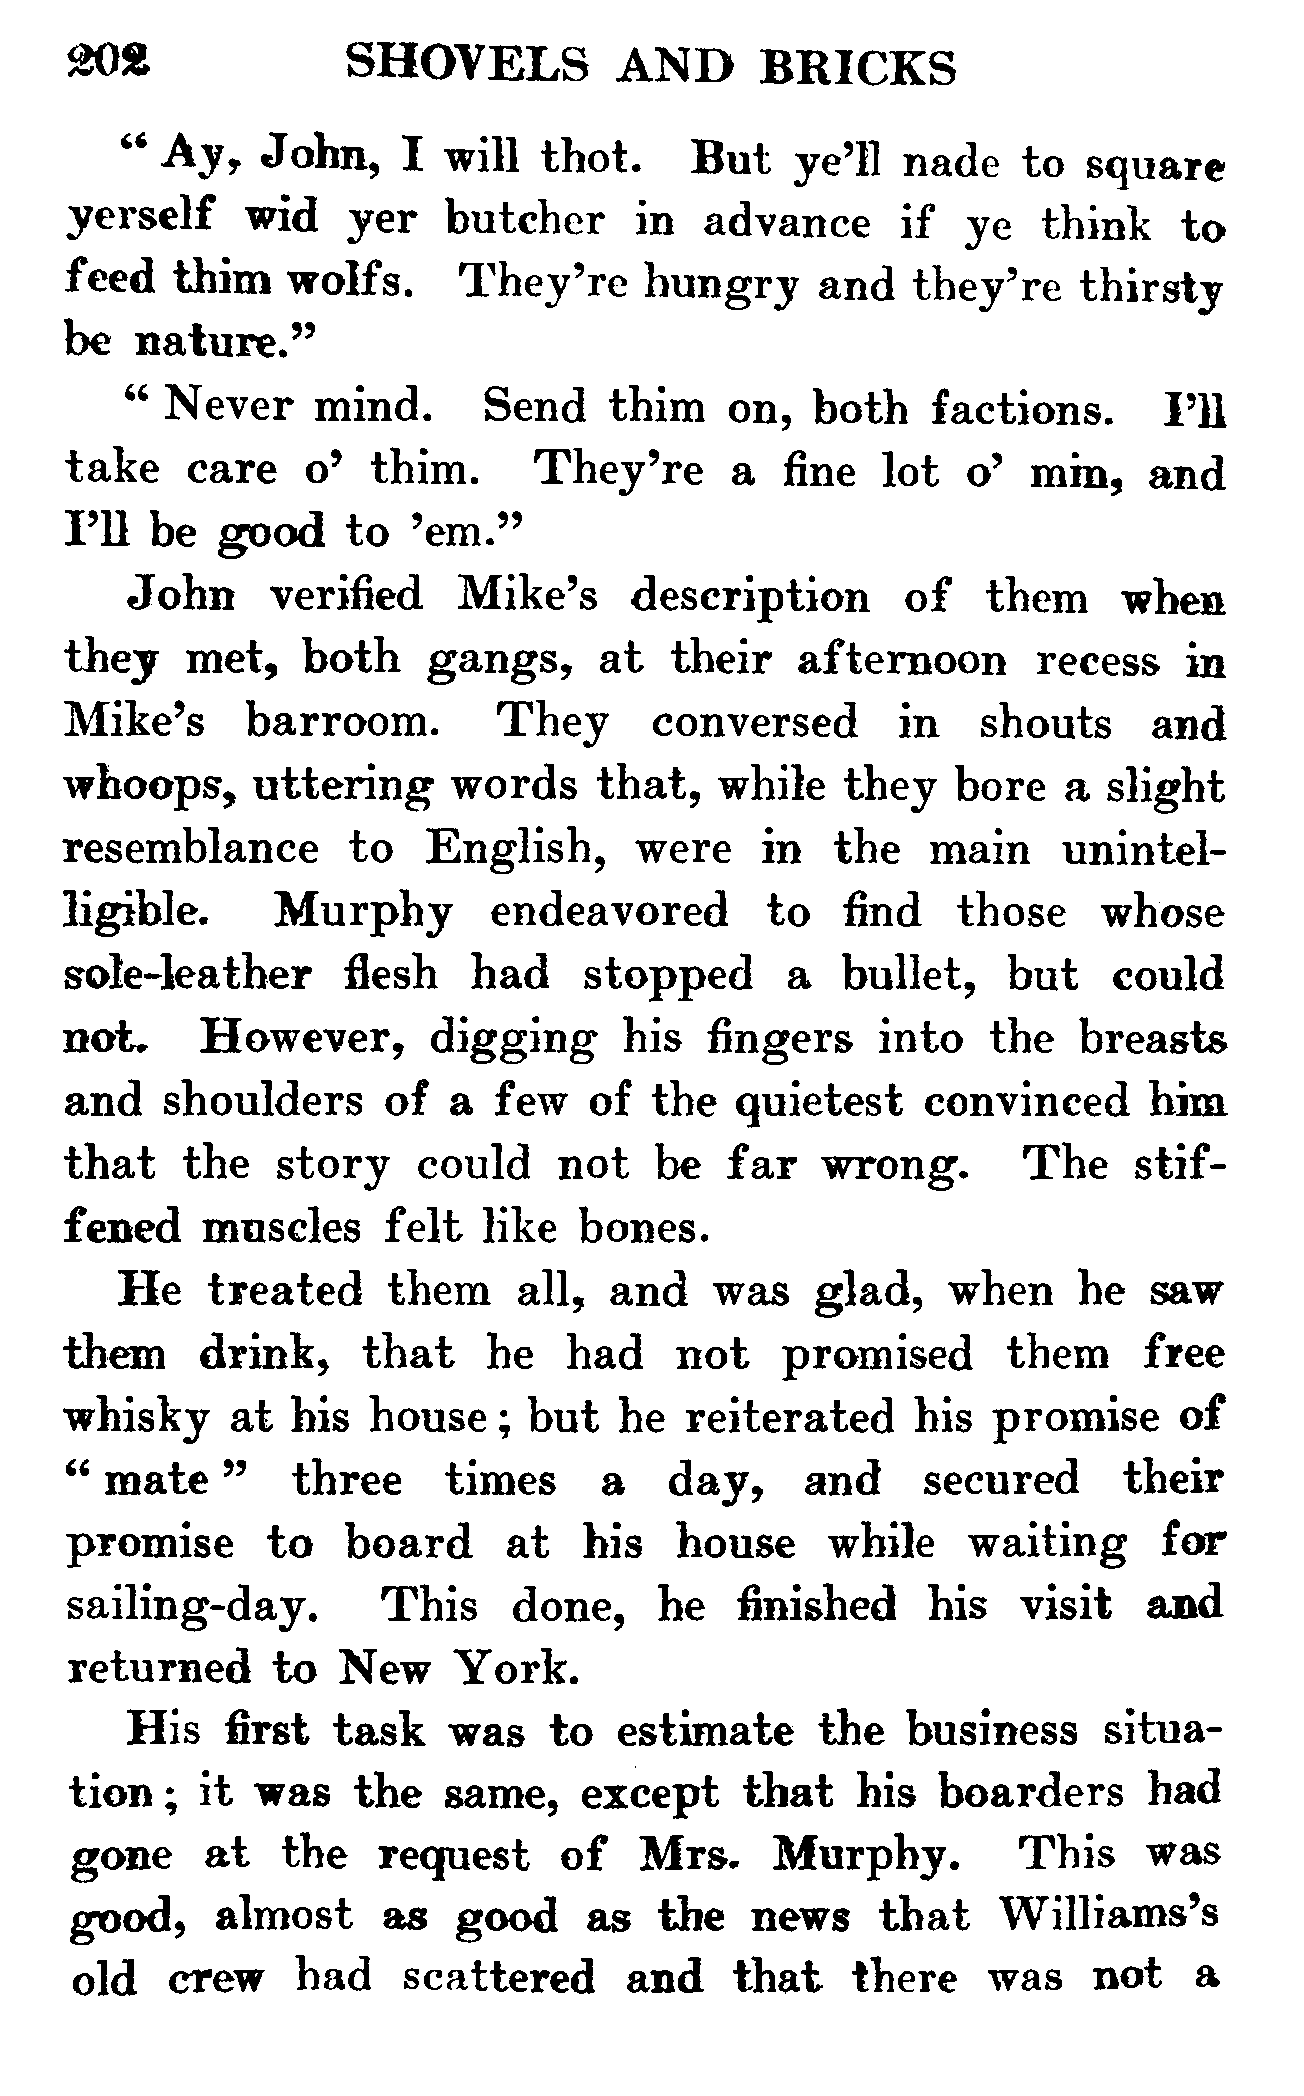 202 SHOVELS AND BRICKS
“ Ay, John, I will thot. But ye’ll nade to square
yerself wid yer butcher in advance if ye think to
feed thim wolfs. They’re hungry and they’re thirsty
be nature.”
“ Never mind. Send thim on, both factions. I’ll
take care o’ thim. They’re a fine lot o’ min, and
I’ll be good to ’em.”
John verified Mike’s description of them when
they met, both gangs, at their afternoon recess in
Mike’s barroom. They conversed in shouts and
whoops, uttering words that, while they bore a slight
resemblance to English, were in the main unintel-
ligible. Murphy endeavored to find those whose
sole-leather flesh had stopped a bullet, but could
not. However, digging his fingers into the breasts
and shoulders of a few of the quietest convinced him
that the story could not be far wrong. The stif-
fened muscles felt like bones.
He treated them all, and was glad, when he saw
them drink, that he had not promised them free
whisky at his house ; but he reiterated his promise of
“ mate ” three times a day, and secured their
promise to board at his house while waiting for
sailing-day. This done, he finished his visit and
returned to New York.
His first task was to estimate the business situa-
tion ; it was the same, except that his boarders had
gone at the request of Mrs. Murphy. This was
good, almost as good as the news that Williams’s
old crew had scattered and that there was not a